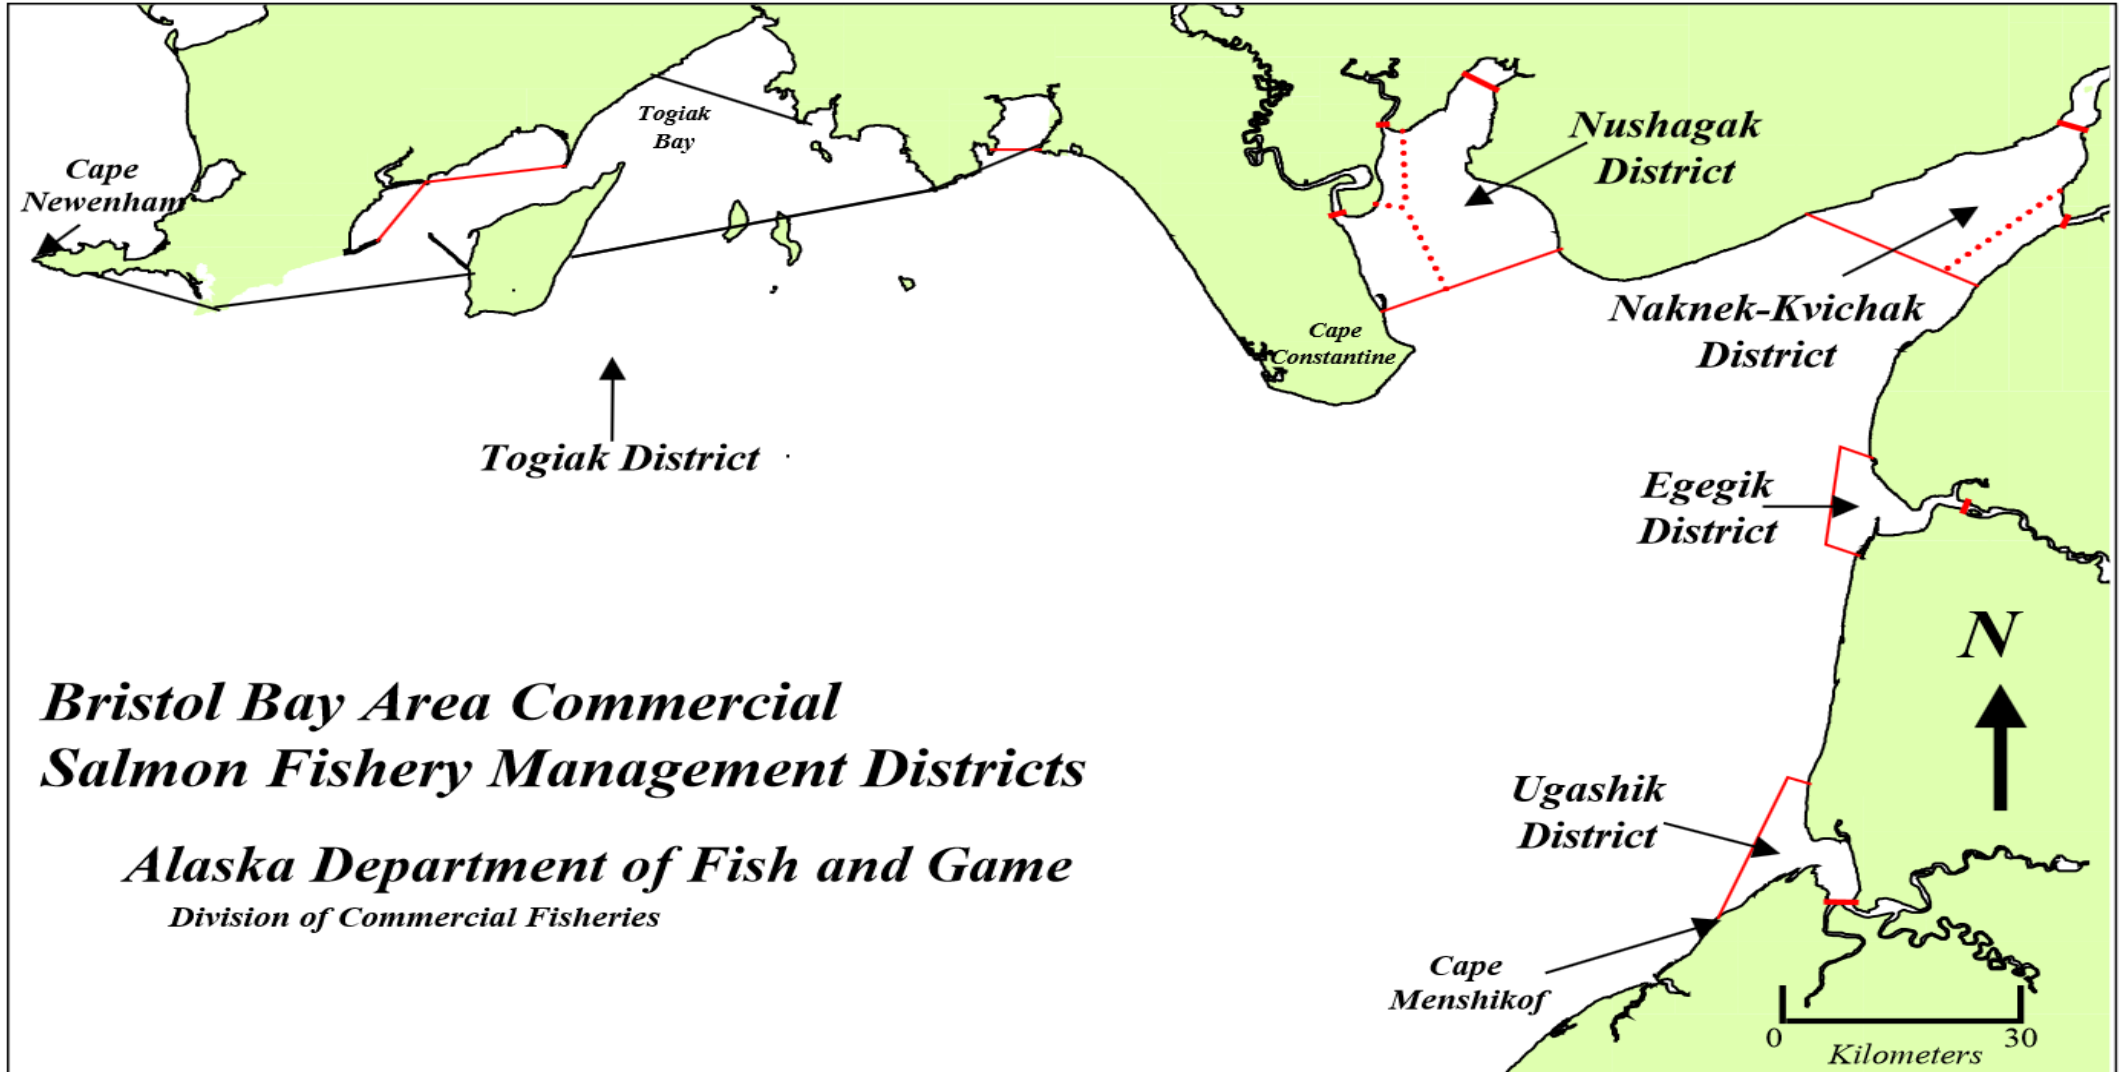 Togiak
Bay
Nushagak
District
Cape
Newenham
Naknek-Kvichak
District
Cape
Constantine
Togiak District
Egegik
District
N
Bristol Bay Area Commercial
Salmon Fishery Management Districts
Ugashik
District
Alaska Department of Fish and Game
Division of Commercial Fisheries
Cape
Menshikof
0 30
Kilometers